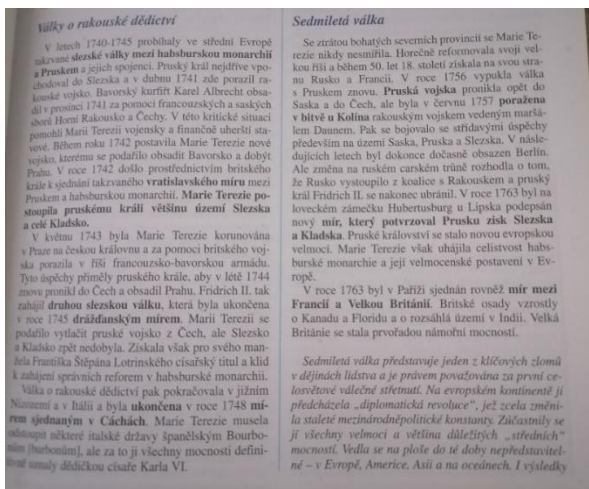 Války o rakouské dědictví
V letech 1740-1745 probíhaly ve střední Evropě
takzvané slezské války mezi habsburskou monarchií
a Pruskem a jejich spojenci. Pruský král nejdříve vpo-
chodoval do Slezska a v dubnu 1741 zde porazil ra-
kouské vojsko. Bavorský kurfiřt Karel Albrecht obsa-
dil v prosinci 1741 za pomoci francouzských a saských
sborů Horní Rakousko a Čechy. V této kritické situaci
pomohli Marii Terezii vojensky a finančně uherští sta-
vové. Během roku 1742 postavila Marie Terezie nové
vojsko, kterému se podařilo obsadit Bavorsko a dobýt
Prahu. V roce 1742 došlo prostřednictvím britského
krále k sjednání takzvaného vratislavského míru mezi
Pruskem a habsburskou monarchií. Marie Terezie po-
stoupila pruskému králi většinu území Slezska
a celé Kladsko.
V květnu 1743 byla Marie Terezie korunována
v Praze na českou královnu a za pomoci britského voj-
ska porazila v říši francouzsko-bavorskou armádu.
Tyto úspěchy přiměly pruského krále, aby v létě 1744
znovu pronikl do Čech a obsadil Prahu. Fridrich II. tak
zahájil druhou slezskou válku, která byla ukončena
v roce 1745 drážďanským mírem. Marii Terezii se
podařilo vytlačit pruské vojsko z Čech, ale Slezsko
a Kladsko zpět nedobyla. Získala však pro svého man-
žela Františka Štěpána Lotrinského císařský titul a klid
k zahájení správních reforem v habsburské monarchii.
Válka o rakouské dědictví pak pokračovala v jižním
Nizozemí a v Itálii a byla ukončena v roce 1748 mí-
rem sjednaným v Cáchách. Marie Terezie musela
odstoupit některé italské državy španělským Bourbo-
nům [burbonům], ale za to ji všechny mocnosti defini-
tivně uznaly dědičkou císaře Karla VI.
Sedmiletá válka
Se ztrátou bohatých severních provincií se Marie Te-
rezie nikdy nesmířila. Horečně reformovala svoji vel-
kou říši a během 50. let 18. století získala na svou stra-
nu Rusko a Francii. V roce 1756 vypukla válka
s Pruskem znovu. Pruská vojska pronikla opět do
Saska a do Čech, ale byla v červnu 1757 poražena
v bitvě u Kolína rakouským vojskem vedeným maršá-
lem Daunem. Pak se bojovalo se střídavými úspěchy
především na území Saska, Pruska a Slezska. V násle-
dujících letech byl dokonce dočasně obsazen Berlín.
Ale změna na ruském carském trůně rozhodla o tom,
že Rusko vystoupilo z koalice s Rakouskem a pruský
král Fridrich II. se nakonec ubránil. V roce 1763 byl na
loveckém zámečku Hubertusburg u Lipska podepsán
nový mír, který potvrzoval Prusku zisk Slezska
a Kladska. Pruské království se stalo novou evropskou
velmocí. Marie Terezie však uhájila celistvost habs-
burské monarchie a její velmocenské postavení v Ev-
ropě.
V roce 1763 byl v Paříži sjednán rovněž mír mezi
Francií a Velkou Británií. Britské osady vzrostly
o Kanadu a Floridu a o rozsáhlá území v Indii. Velká
Británie se stala prvořadou námořní mocností.
Sedmiletá válka představuje jeden z klíčových zlomů
v dějinách lidstva a je právem považována za první ce-
losvětové válečné střetnutí. Na evropském kontinentě jí
předcházela „diplomatická revoluce", jež zcela změni-
la staleté mezinárodněpolitické konstanty. Zúčastnily se
jí všechny velmoci a většina důležitých „středních"
mocností. Vedla se na ploše do té doby nepředstavitel-
né – v Evropě, Americe, Asii a na oceánech. I výsledky